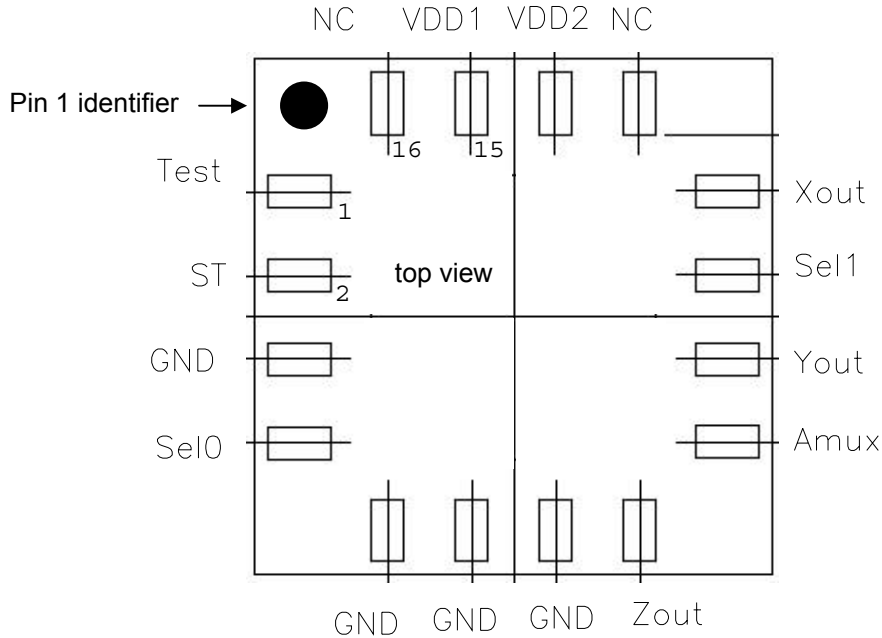 NC VDD1 VDD2 NC
Pin 1 identifier
16 15
Test
1
Xout
ST
2
top view
Sel1
GND
Yout
Sel0
Amux
GND GND GND Zout